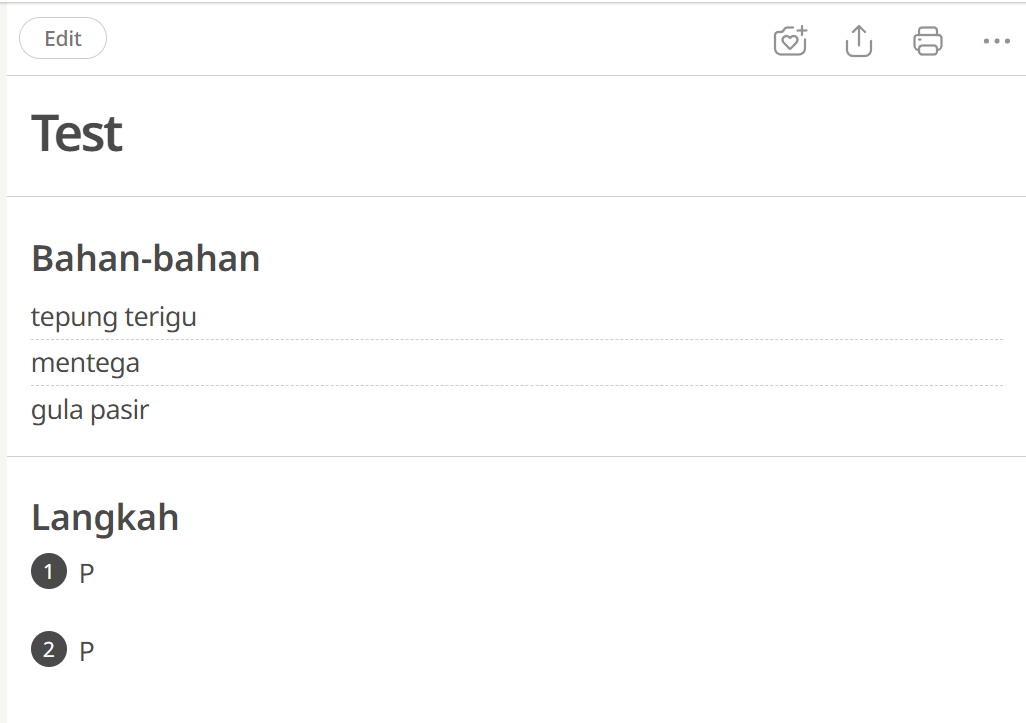 Edit
Test
Bahan-bahan
tepung terigu
mentega
gula pasir
Langkah
1 P
2 P